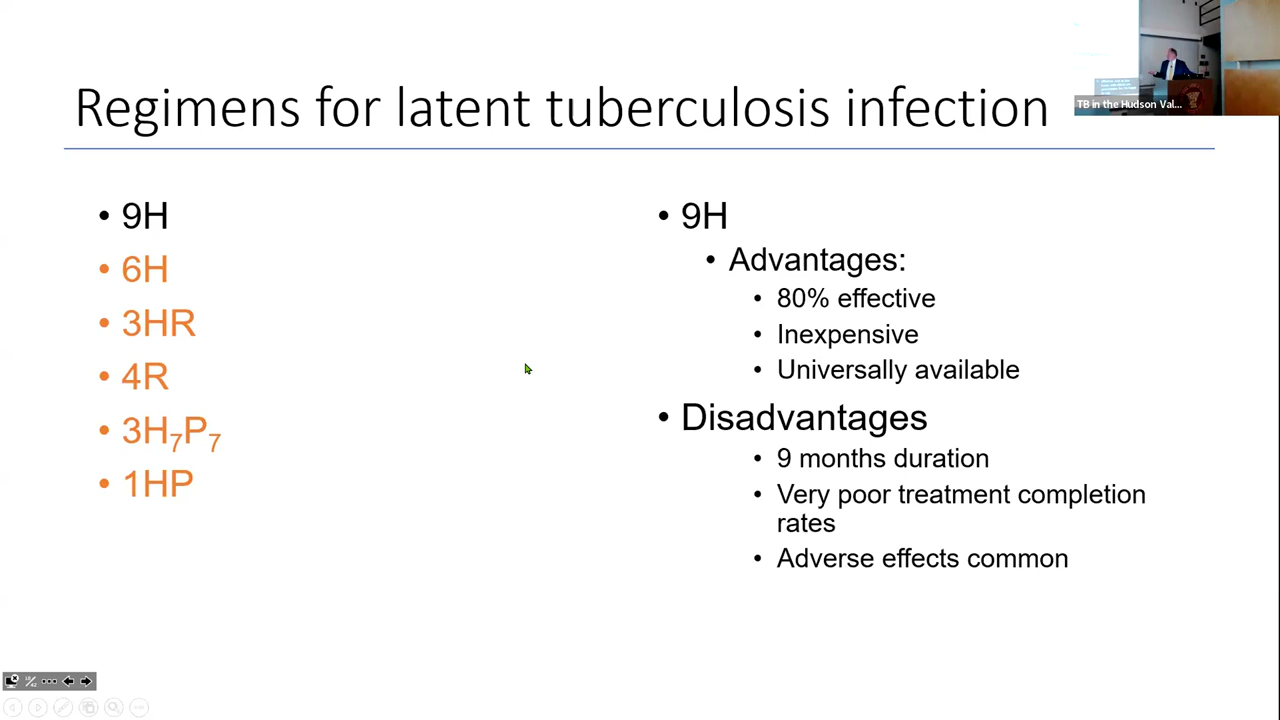 Regimens for latent tuberculosis infection
TB in the Hudson Val...
• 9H
• 6H
• 3HR
• 4R
• 3H₇P₇
• 1HP
• 9H
• Advantages:
• 80% effective
• Inexpensive
• Universally available
• Disadvantages
• 9 months duration
• Very poor treatment completion
rates
• Adverse effects common